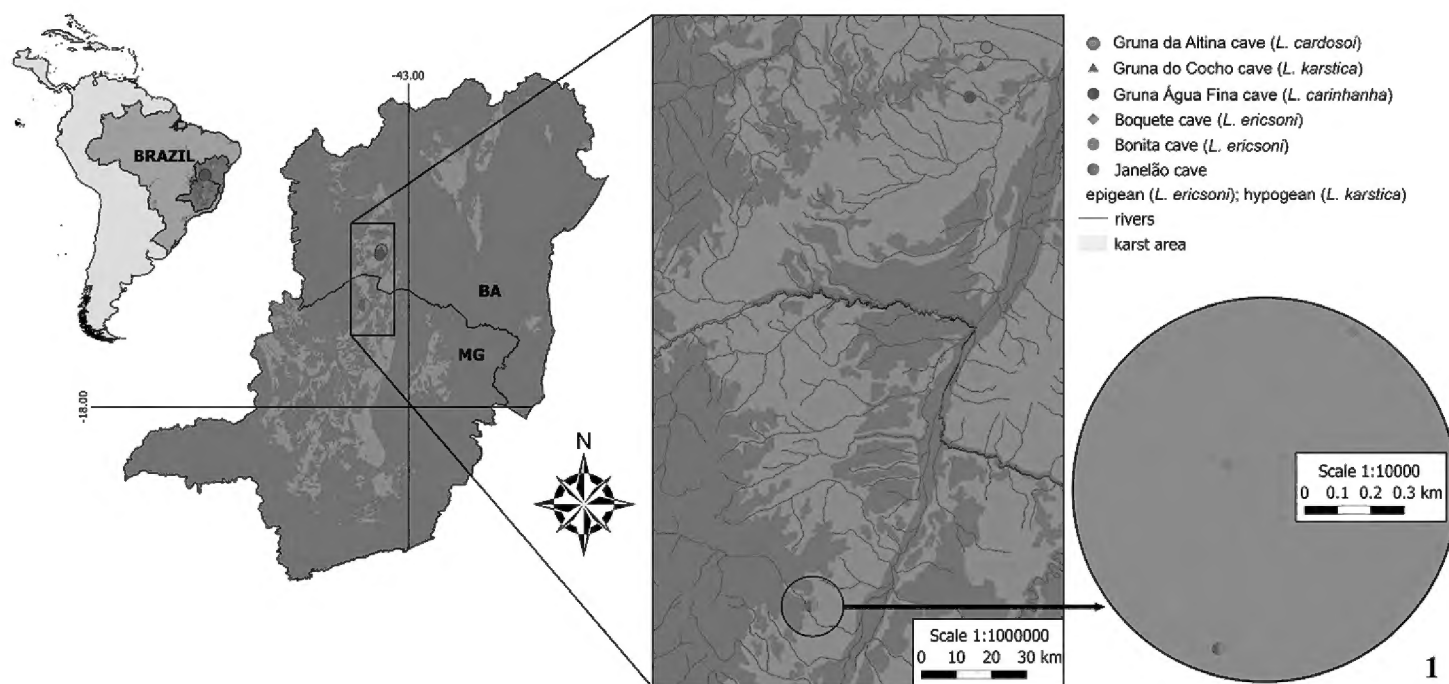 BRAZIL
-43.00
BA
MG
-18.00
N
Scale 1:1000000
0 10 20 30 km
Gruna da Altina cave (L. cardosoi)
Gruna do Cocho cave (L. karstica)
Gruna Água Fina cave (L. carinhanha)
Boquete cave (L. ericsoni)
Bonita cave (L. ericsoni)
Janelão cave
epigean (L. ericsoni); hypogean (L. karstica)
rivers
karst area
Scale 1:10000
0 0.1 0.2 0.3 km
1